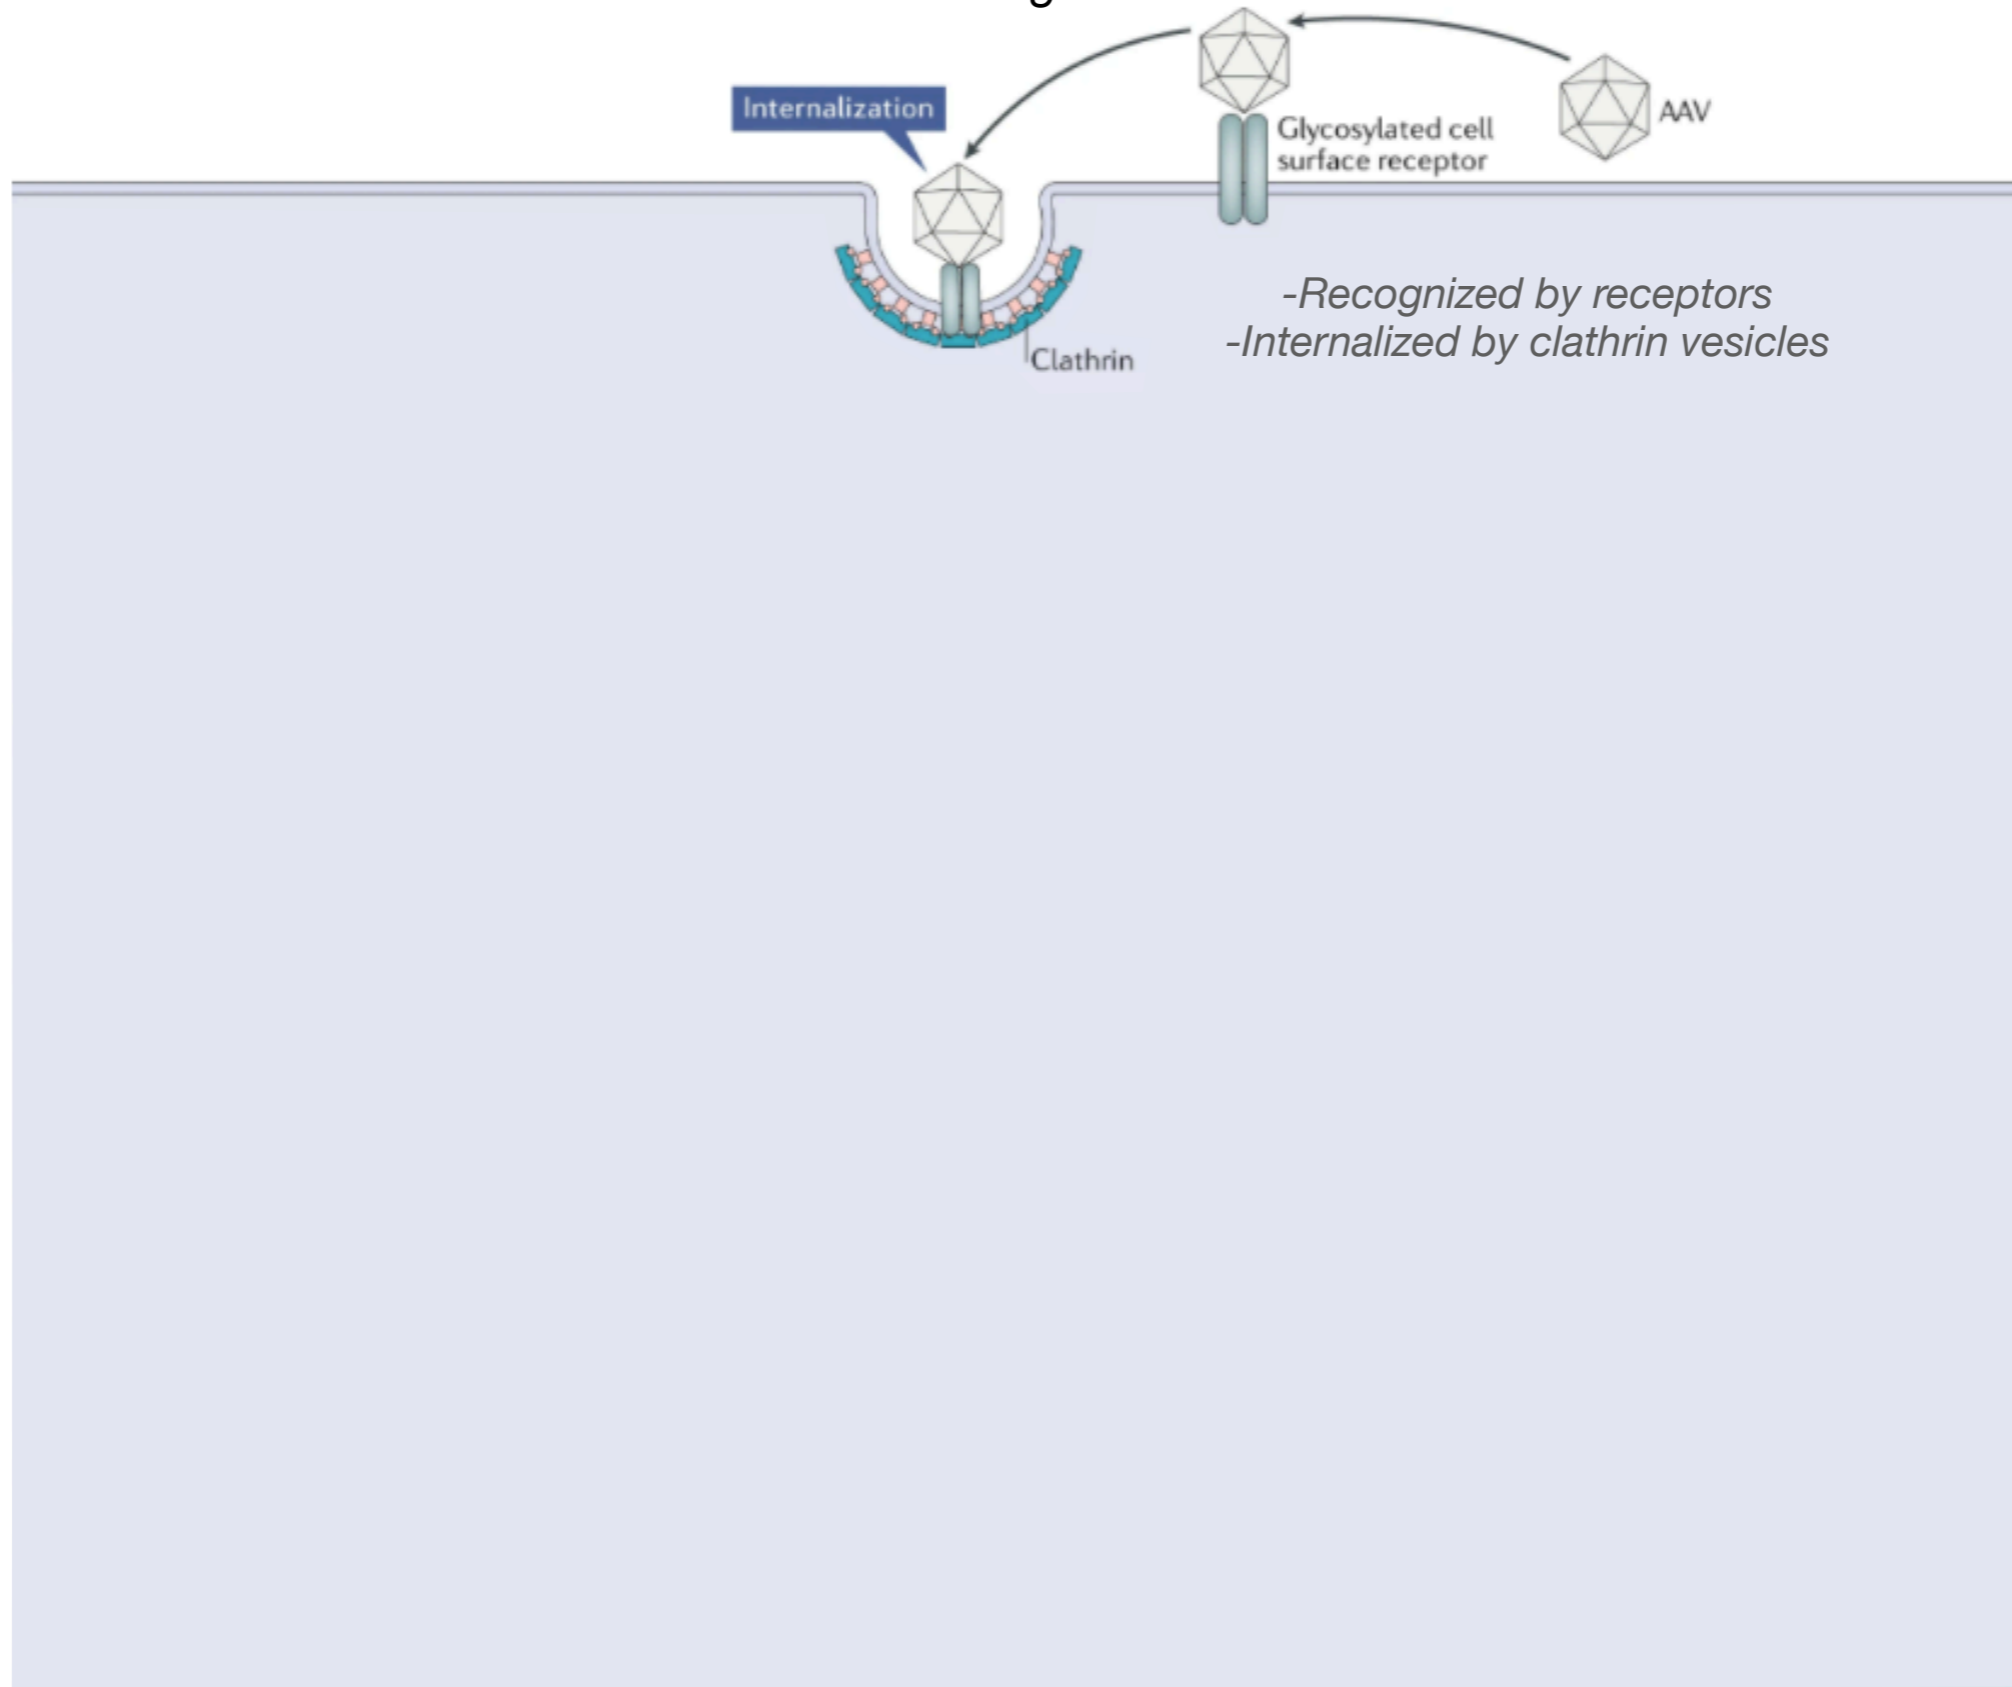 Internalization
Glycosylated cell
surface receptor
AAV
-Recognized by receptors
-Internalized by clathrin vesicles
Clathrin